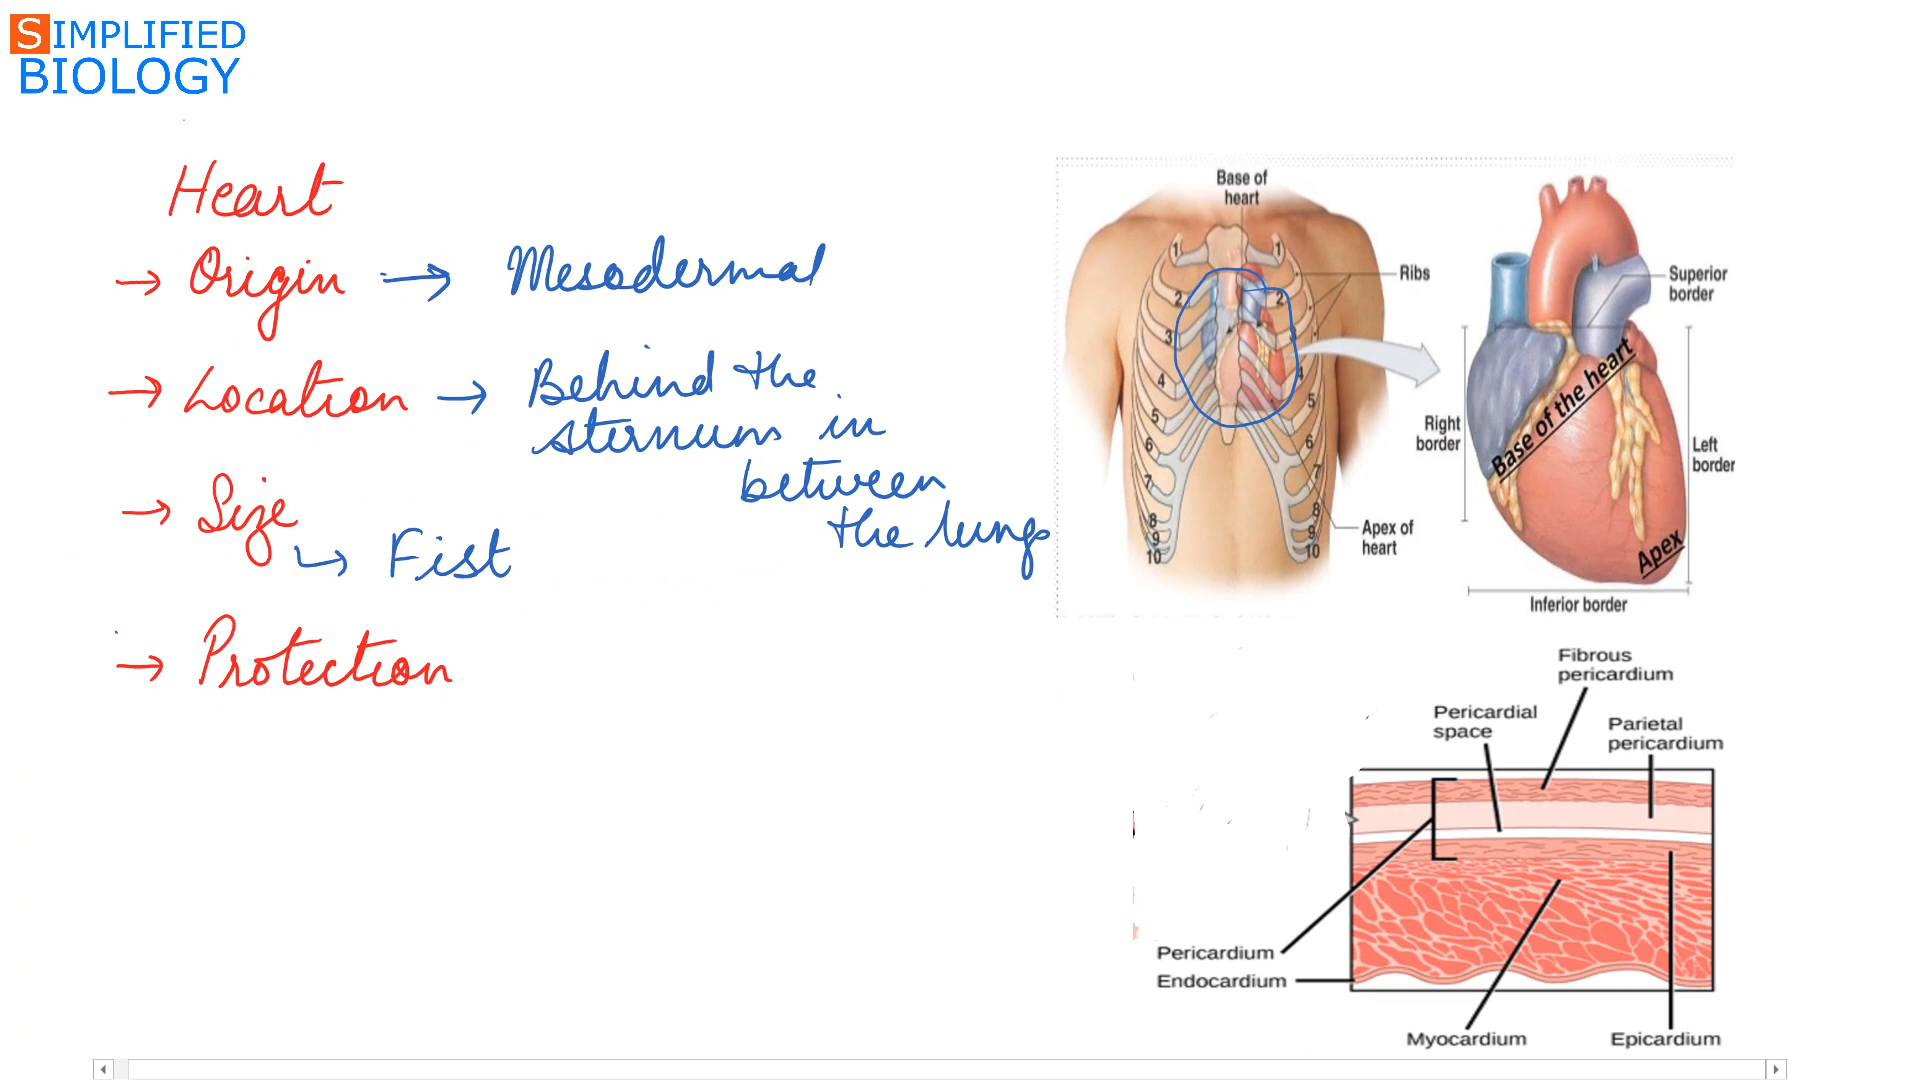 SIMPLIFIED
BIOLOGY
Heart
→ Origin → Mesodermal
→ Location → Behind the
sternum in
between
the lungs
→ Size
↳ Fist
→ Protection
Base of
heart
1 1
2 2
3 3
4 4
5 5
6 6
7 7
8 8
9 9
10 10
Ribs
Apex of
heart
Superior
border
Right
border
Left
border
Base of the heart
Apex
Inferior border
Fibrous
pericardium
Pericardial
space
Parietal
pericardium
Pericardium
Endocardium
Myocardium
Epicardium